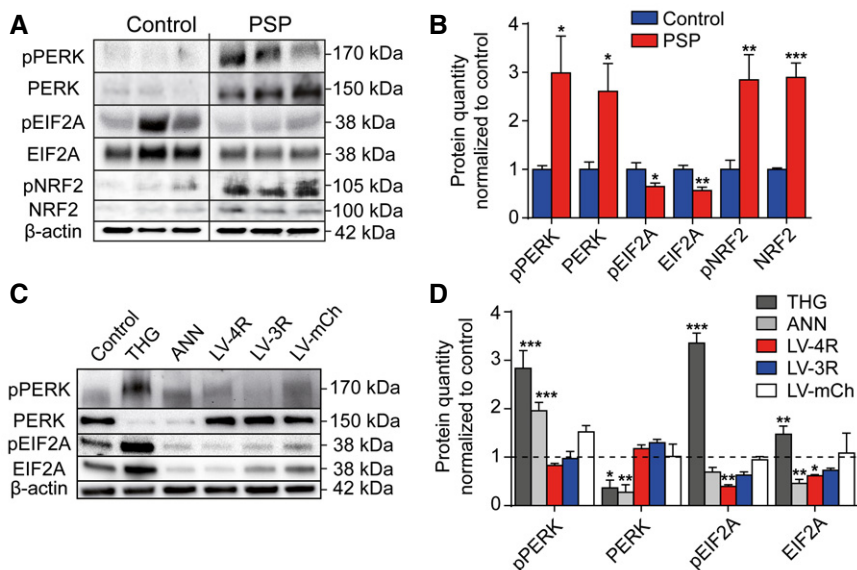 A
Control PSP
pPERK 170 kDa
PERK 150 kDa
pEIF2A 38 kDa
EIF2A 38 kDa
pNRF2 105 kDa
NRF2 100 kDa
β-actin 42 kDa
B
Control
PSP
Protein quantity
normalized to control
4
3
2
1
0
* * * ** ** ***
pPERK PERK pEIF2A EIF2A pNRF2 NRF2
C
Control THG ANN LV-4R LV-3R LV-mCh
pPERK 170 kDa
PERK 150 kDa
pEIF2A 38 kDa
EIF2A 38 kDa
β-actin 42 kDa
D
THG
ANN
LV-4R
LV-3R
LV-mCh
Protein quantity
normalized to control
4
3
2
1
0
*** *** * ** *** ** ** ** *
pPERK PERK pEIF2A EIF2A